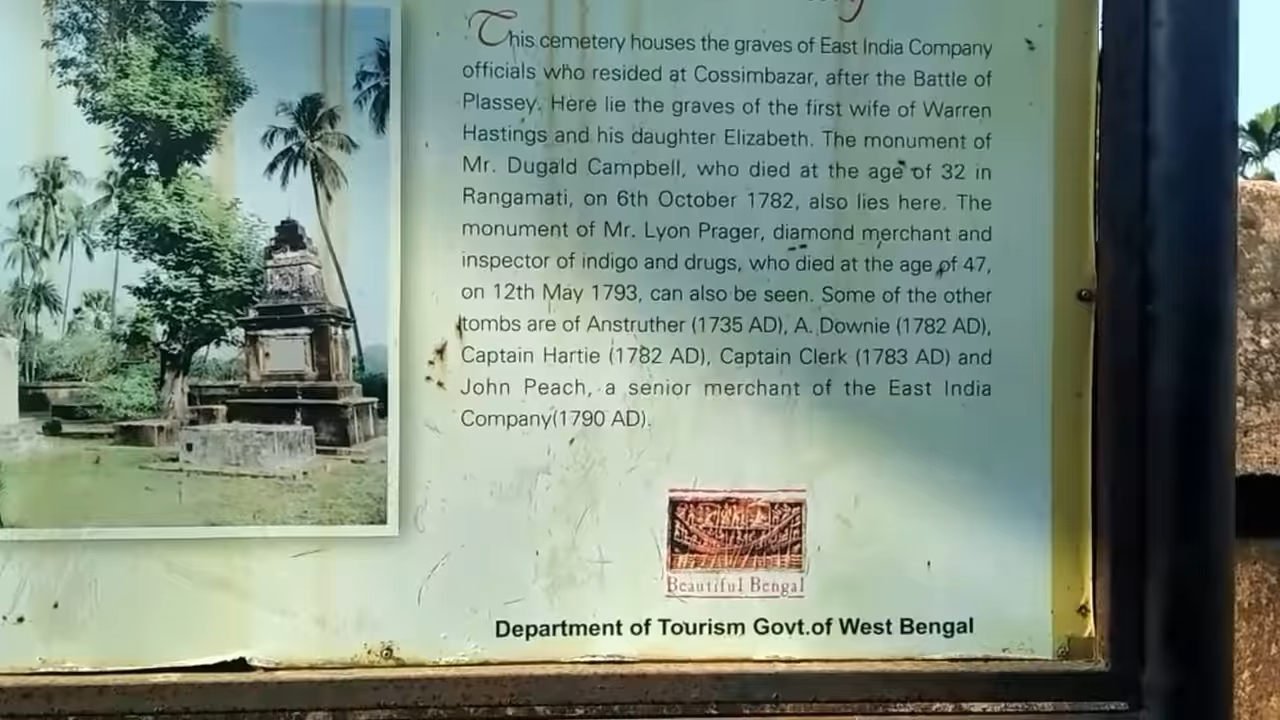 This cemetery houses the graves of East India Company
officials who resided at Cossimbazar, after the Battle of
Plassey. Here lie the graves of the first wife of Warren
Hastings and his daughter Elizabeth. The monument of
Mr. Dugald Campbell, who died at the age of 32 in
Rangamati, on 6th October 1782, also lies here. The
monument of Mr. Lyon Prager, diamond merchant and
inspector of indigo and drugs, who died at the age of 47,
on 12th May 1793, can also be seen. Some of the other
tombs are of Anstruther (1735 AD), A. Downie (1782 AD),
Captain Hartie (1782 AD), Captain Clerk (1783 AD) and
John Peach, a senior merchant of the East India
Company(1790 AD).
Beautiful Bengal
Department of Tourism Govt.of West Bengal